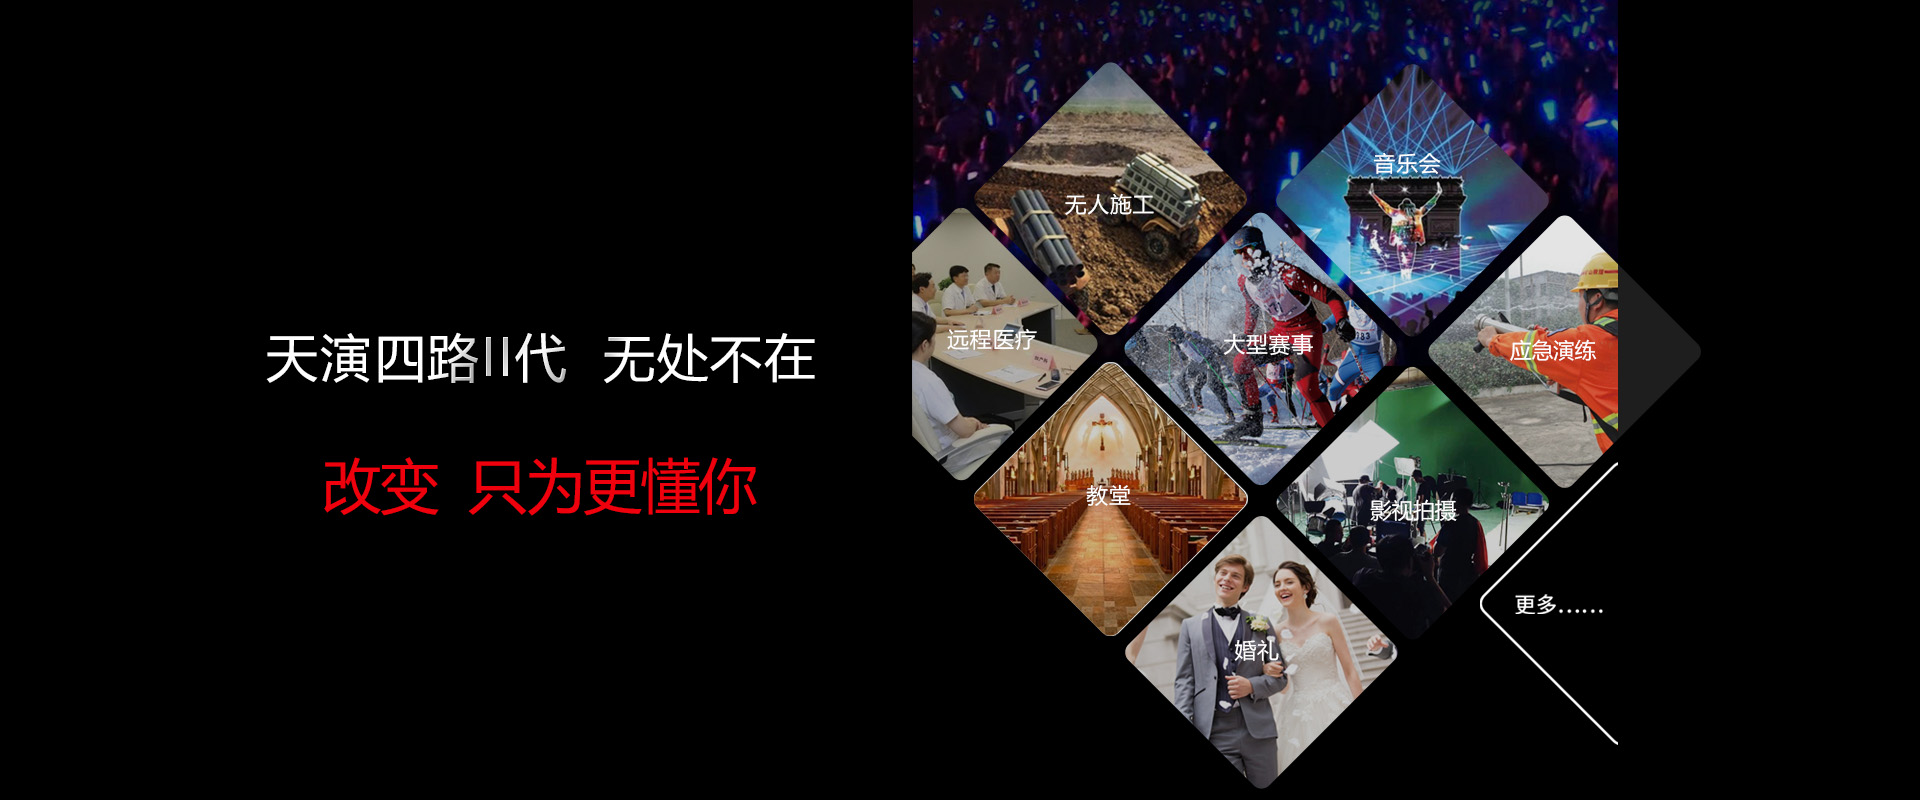 天演四路II代 无处不在
改变 只为更懂你
音乐会
无人施工
远程医疗
大型赛事
应急演练
教堂
影视拍摄
更多……
婚礼